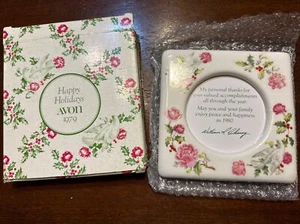 Happy
Holidays
AVON
1979
My personal thanks for
your valued accomplishments
all through the year.
May you and your family
enjoy peace and happiness
in 1980